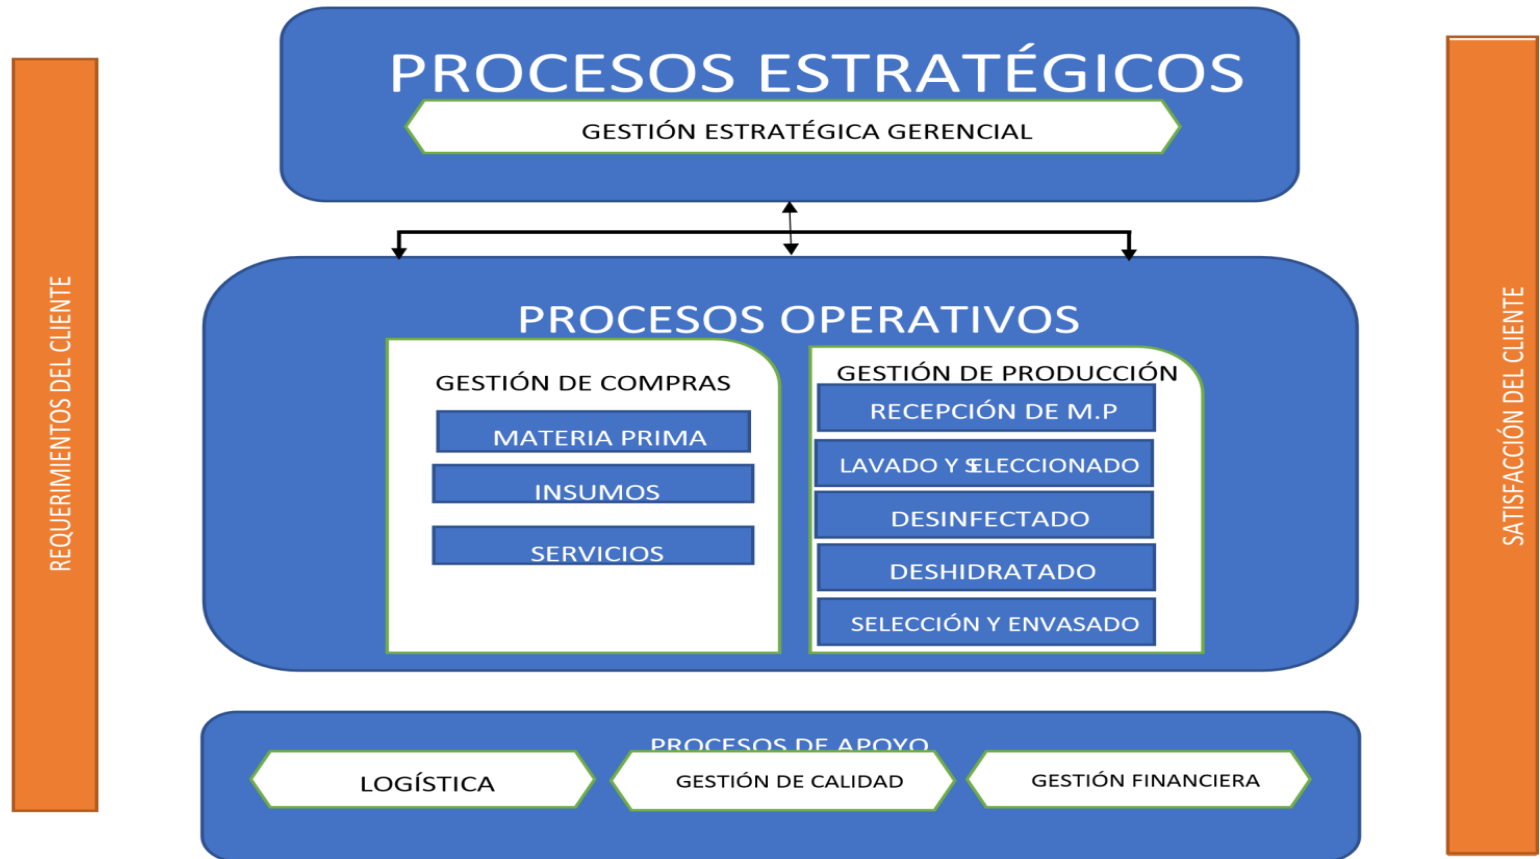 PROCESOS ESTRATÉGICOS
GESTIÓN ESTRATÉGICA GERENCIAL
REQUERIMIENTOS DEL CLIENTE
PROCESOS OPERATIVOS
GESTIÓN DE COMPRAS
MATERIA PRIMA
INSUMOS
SERVICIOS
GESTIÓN DE PRODUCCIÓN
RECEPCIÓN DE M.P
LAVADO Y SELECCIONADO
DESINFECTADO
DESHIDRATADO
SELECCIÓN Y ENVASADO
SATISFACCIÓN DEL CLIENTE
PROCESOS DE APOYO
LOGÍSTICA
GESTIÓN DE CALIDAD
GESTIÓN FINANCIERA